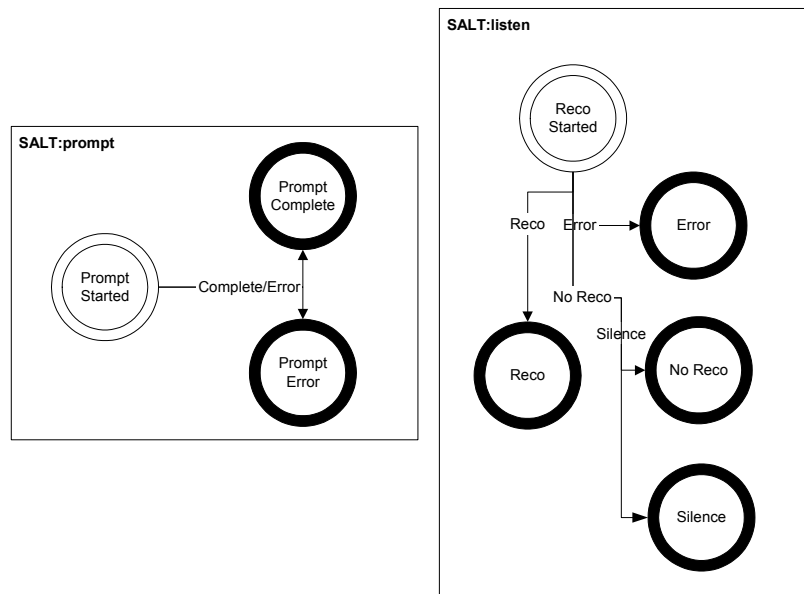 SALT:prompt
Prompt
Complete
Prompt
Started
Complete/Error
Prompt
Error
SALT:listen
Reco
Started
Reco
Error
Error
No Reco
Silence
Reco
No Reco
Silence